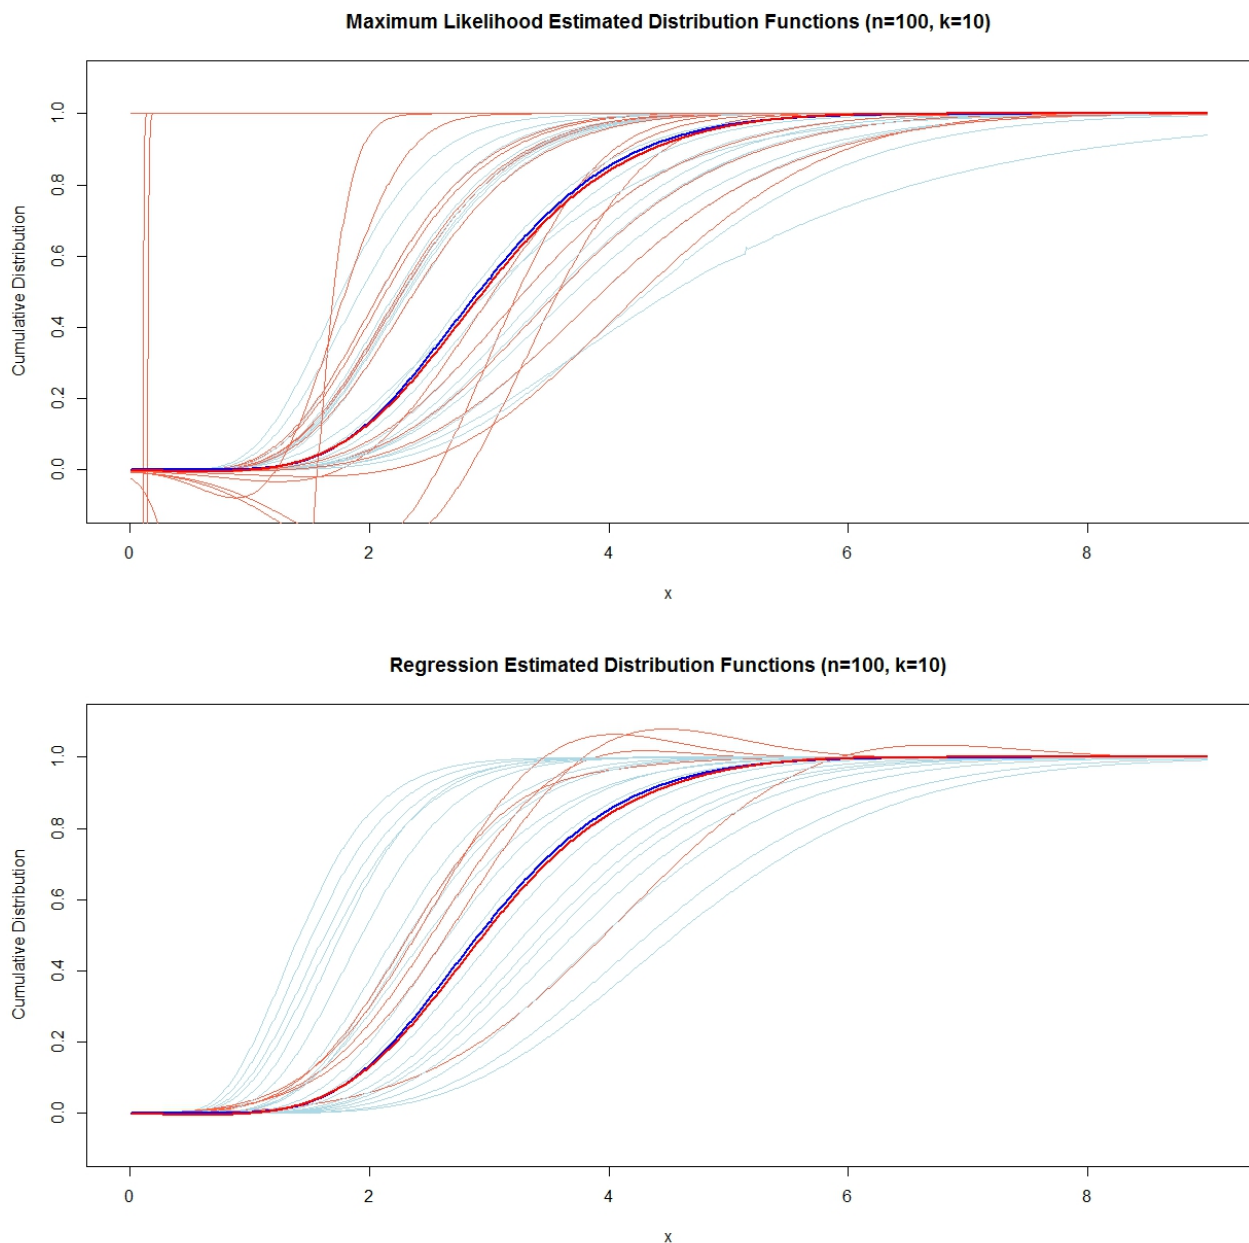 Maximum Likelihood Estimated Distribution Functions (n=100, k=10)
Cumulative Distribution
1.0
0.8
0.6
0.4
0.2
0.0
0 2 4 6 8
x
Regression Estimated Distribution Functions (n=100, k=10)
Cumulative Distribution
1.0
0.8
0.6
0.4
0.2
0.0
0 2 4 6 8
x